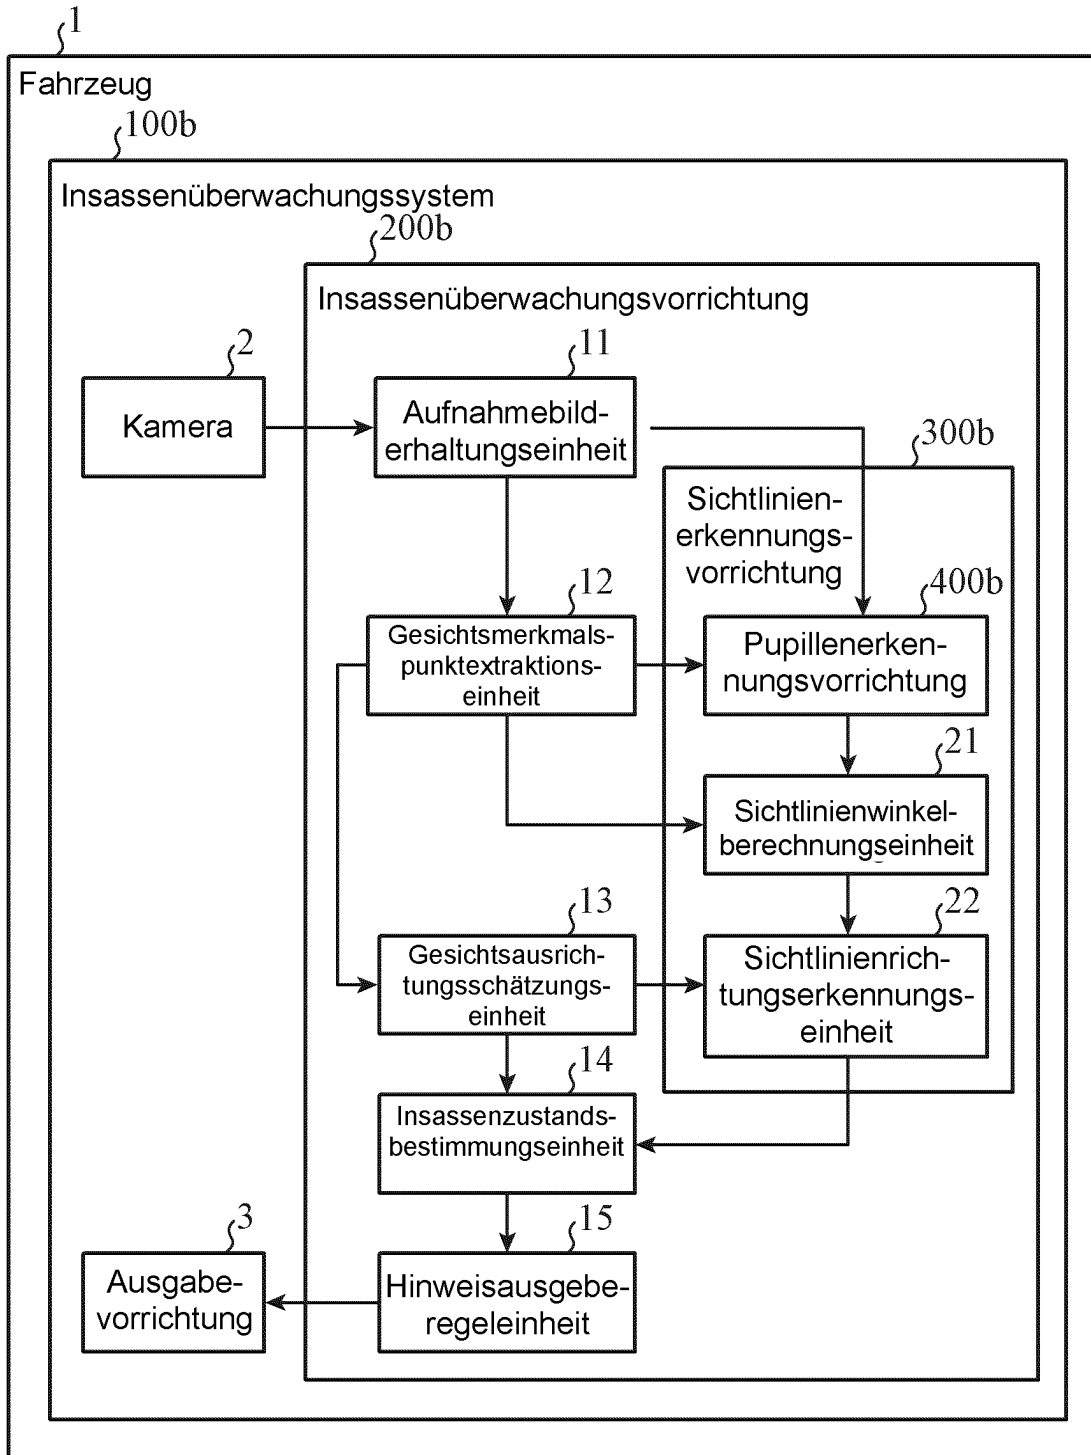 1
Fahrzeug
100b
Insassenüberwachungssystem
200b
Insassenüberwachungsvorrichtung
2
Kamera
11
Aufnahmebild-
erhaltungseinheit
300b
Sichtlinien-
erkennungs-
vorrichtung
12
Gesichtsmerkmals-
punktextraktions-
einheit
400b
Pupillenerken-
nungsvorrichtung
21
Sichtlinienwinkel-
berechnungseinheit
13
Gesichtsausrich-
tungsschätzungs-
einheit
22
Sichtlinienrich-
tungserkennungs-
einheit
14
Insassenzustands-
bestimmungseinheit
3
Ausgabe-
vorrichtung
15
Hinweisausgebe-
regeleinheit